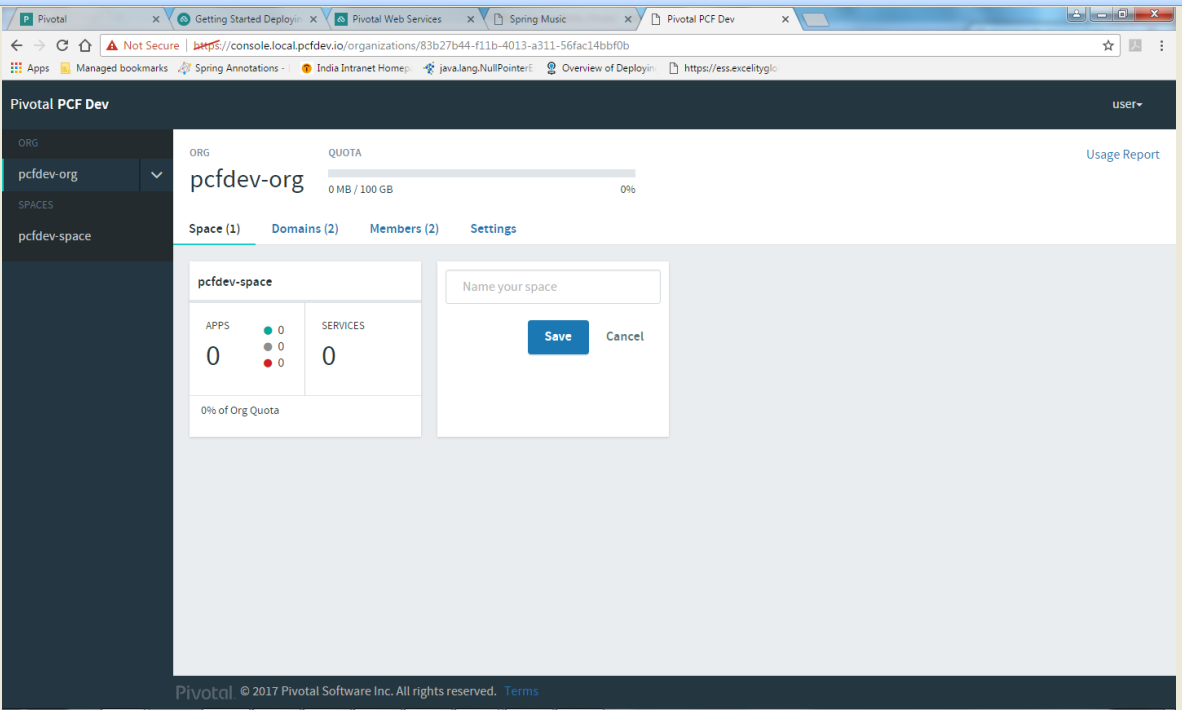 Pivotal
Getting Started Deployin
Pivotal Web Services
Spring Music
Pivotal PCF Dev
Not Secure | https://console.local.pcfdev.io/organizations/83b27b44-f11b-4013-a311-56fac14bbf0b
Apps Managed bookmarks Spring Annotations - India Intranet Homep java.lang.NullPointerE Overview of Deployin https://ess.excelityglo
Pivotal PCF Dev
user
ORG
pcfdev-org
SPACES
pcfdev-space
ORG
pcfdev-org
QUOTA
0 MB / 100 GB
0%
Usage Report
Space (1) Domains (2) Members (2) Settings
pcfdev-space
APPS
0
0
0
0
SERVICES
0
0% of Org Quota
Name your space
Save Cancel
Pivotal © 2017 Pivotal Software Inc. All rights reserved. Terms